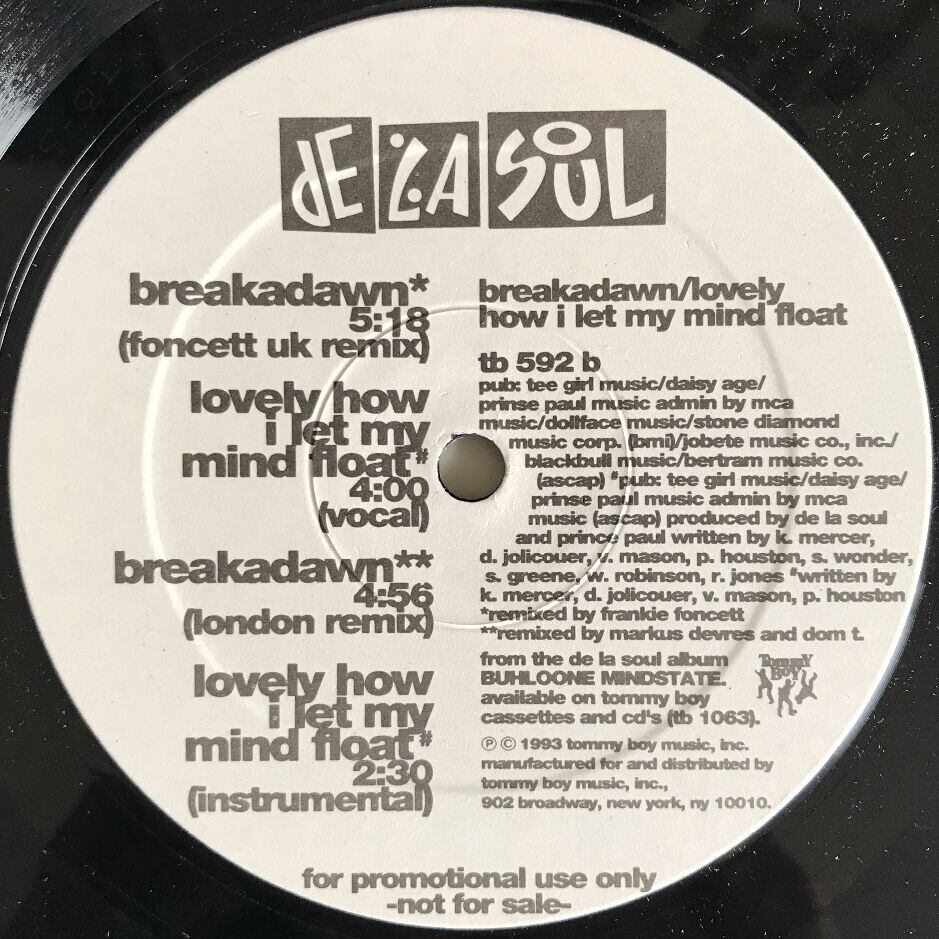 de la soul
breakadawn*
5:18
(foncett uk remix)
lovely how
i let my
mind float#
4:00
(vocal)
breakadawn**
4:56
(london remix)
lovely how
i let my
mind float#
2:30
(instrumental)
breakadawn/lovely
how i let my mind float
tb 592 b
pub: tee girl music/daisy age/
prinse paul music admin by mca
music/dollface music/stone diamond
music corp. (bmi)/jobete music co., inc./
blackbull music/bertram music co.
(ascap) #pub: tee girl music/daisy age/
prinse paul music admin by mca
music (ascap) produced by de la soul
and prince paul written by k. mercer,
d. jolicouer, v. mason, p. houston, s. wonder,
s. greene, w. robinson, r. jones #written by
k. mercer, d. jolicouer, v. mason, p. houston
*remixed by frankie foncett
**remixed by markus devres and dom t.
from the de la soul album
BUHLOONE MINDSTATE.
available on tommy boy
cassettes and cd's (tb 1063).
Tommy
Boy
℗ © 1993 tommy boy music, inc.
manufactured for and distributed by
tommy boy music, inc.,
902 broadway, new york, ny 10010.
for promotional use only
-not for sale-